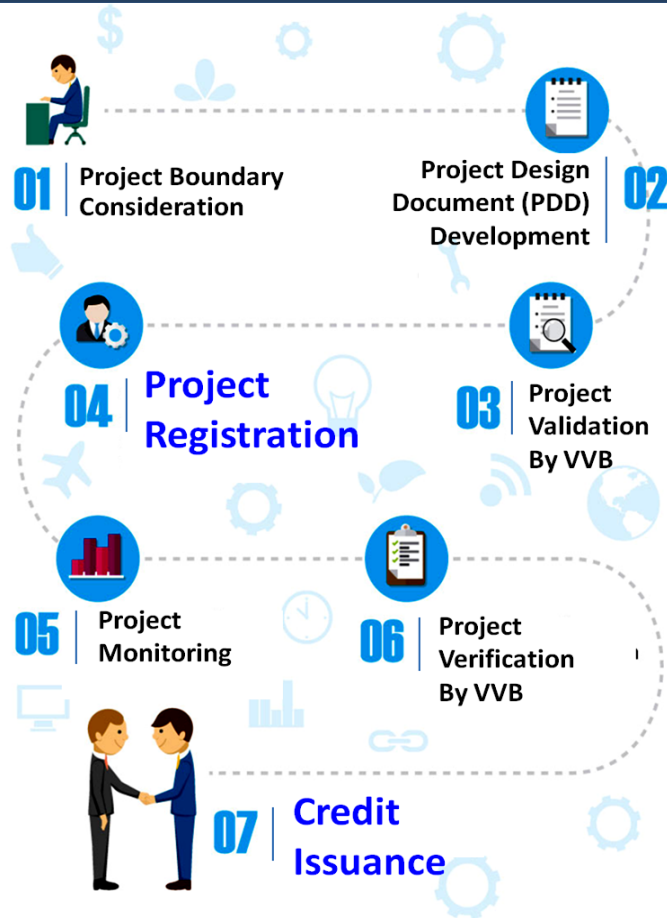 01
Project Boundary
Consideration
02
Project Design
Document (PDD)
Development
03
Project
Validation
By VVB
04
Project
Registration
05
Project
Monitoring
06
Project
Verification
By VVB
07
Credit
Issuance